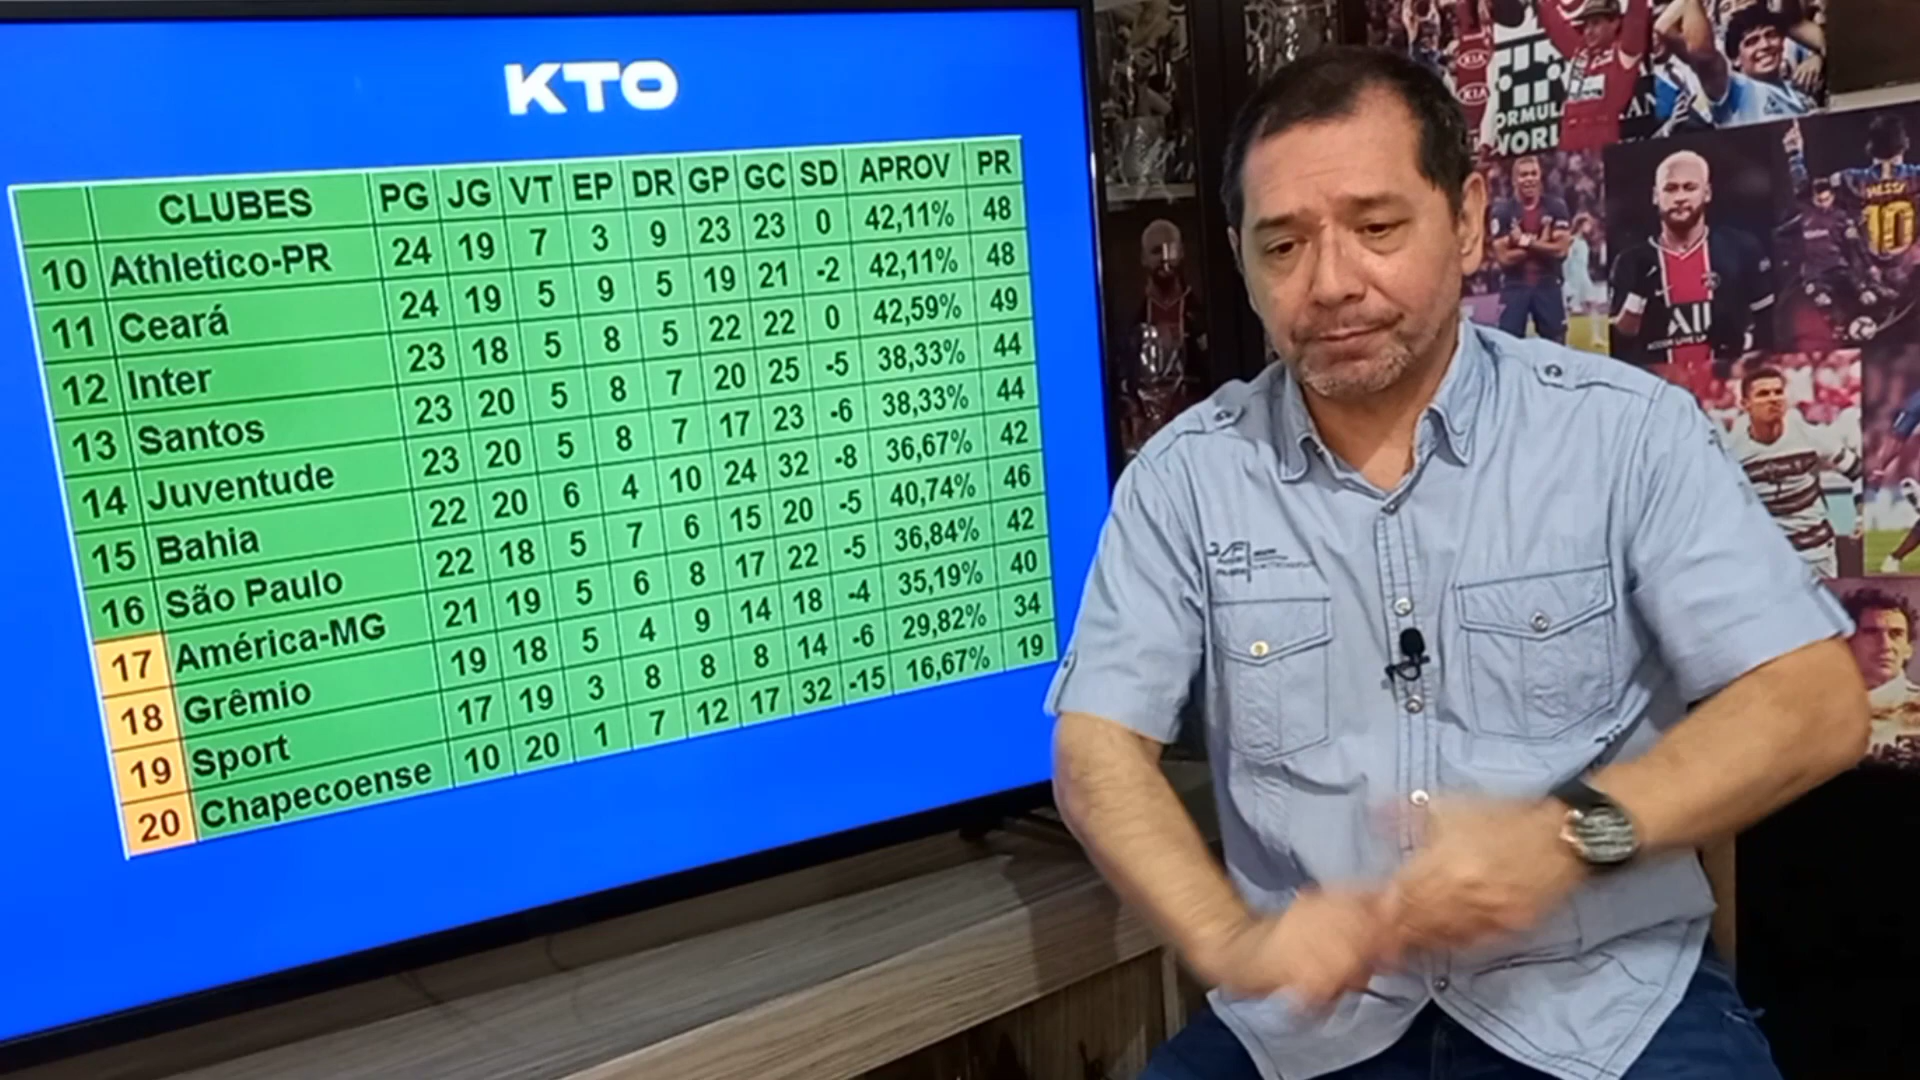 KTO
CLUBES PG JG VT EP DR GP GC SD APROV PR
10 Athletico-PR 24 19 7 3 9 23 23 0 42,11% 48
11 Ceará 24 19 5 9 5 19 21 -2 42,11% 48
12 Inter 23 18 5 8 5 22 22 0 42,59% 49
13 Santos 23 20 5 8 7 20 25 -5 38,33% 44
14 Juventude 23 20 5 8 7 17 23 -6 38,33% 44
15 Bahia 22 20 6 4 10 24 32 -8 36,67% 42
16 São Paulo 22 18 5 7 6 15 20 -5 40,74% 46
17 América-MG 21 19 5 6 8 17 22 -5 36,84% 42
18 Grêmio 19 18 5 4 9 14 18 -4 35,19% 40
19 Sport 17 19 3 8 8 8 14 -6 29,82% 34
20 Chapecoense 10 20 1 7 12 17 32 -15 16,67% 19
KIA
KIA
ORMUL
WORL
MESSI
10
ALL